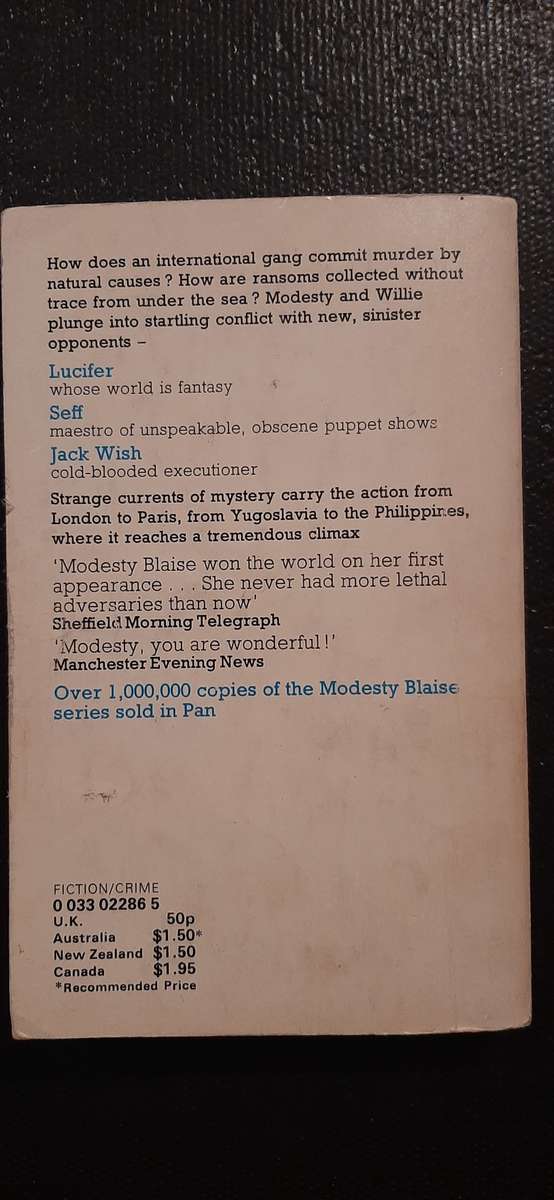 How does an international gang commit murder by
natural causes? How are ransoms collected without
trace from under the sea? Modesty and Willie
plunge into startling conflict with new, sinister
opponents –
Lucifer
whose world is fantasy
Seff
maestro of unspeakable, obscene puppet shows
Jack Wish
cold-blooded executioner
Strange currents of mystery carry the action from
London to Paris, from Yugoslavia to the Philippines,
where it reaches a tremendous climax
'Modesty Blaise won the world on her first
appearance . . . She never had more lethal
adversaries than now'
Sheffield Morning Telegraph
'Modesty, you are wonderful!'
Manchester Evening News
Over 1,000,000 copies of the Modesty Blaise
series sold in Pan
FICTION/CRIME
0 033 02286 5
U.K. 50p
Australia $1.50*
New Zealand $1.50
Canada $1.95
*Recommended Price